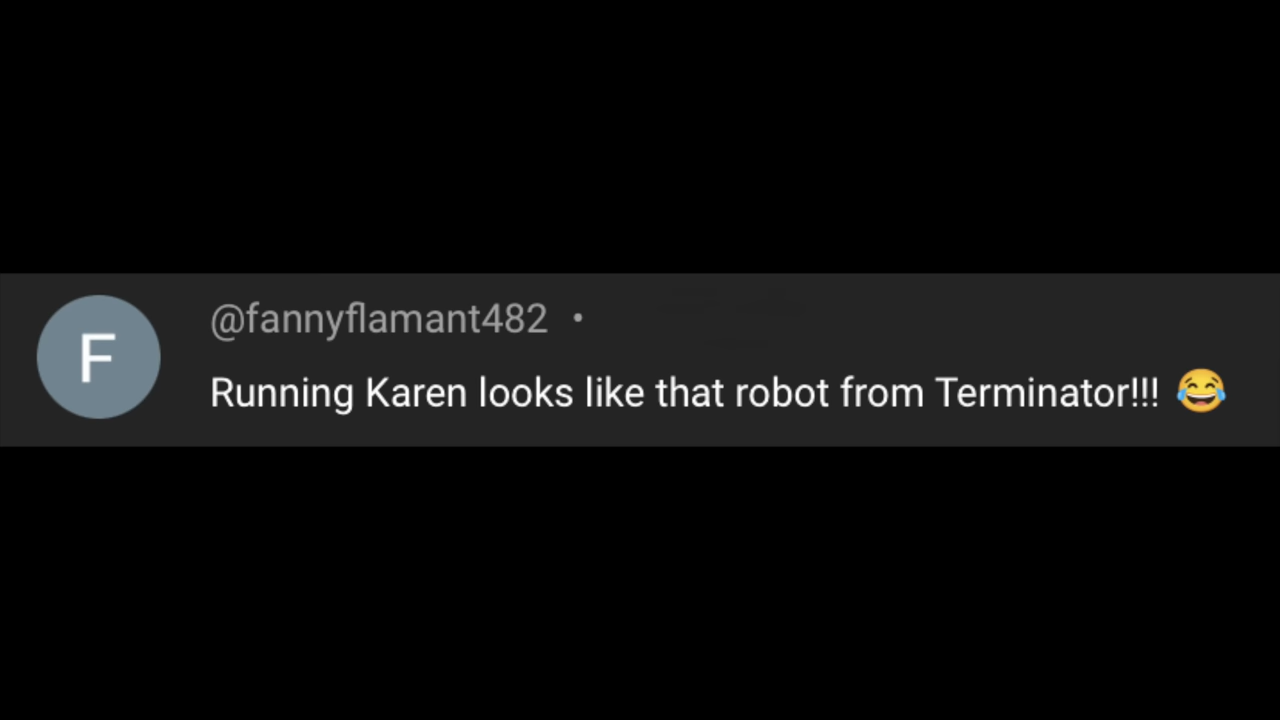 F
@fannyflamant482 •
Running Karen looks like that robot from Terminator!!! 😂